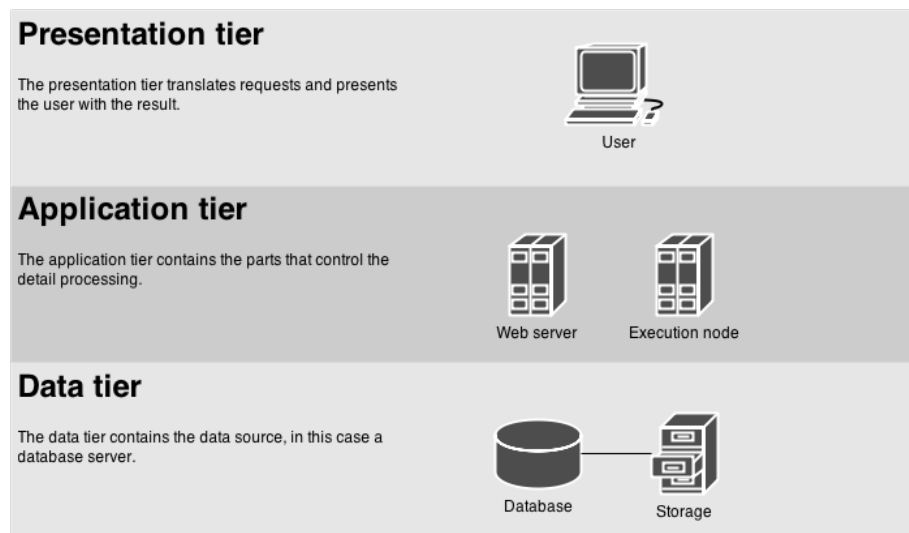 Presentation tier
The presentation tier translates requests and presents
the user with the result.
User
Application tier
The application tier contains the parts that control the
detail processing.
Web server
Execution node
Data tier
The data tier contains the data source, in this case a
database server.
Database
Storage